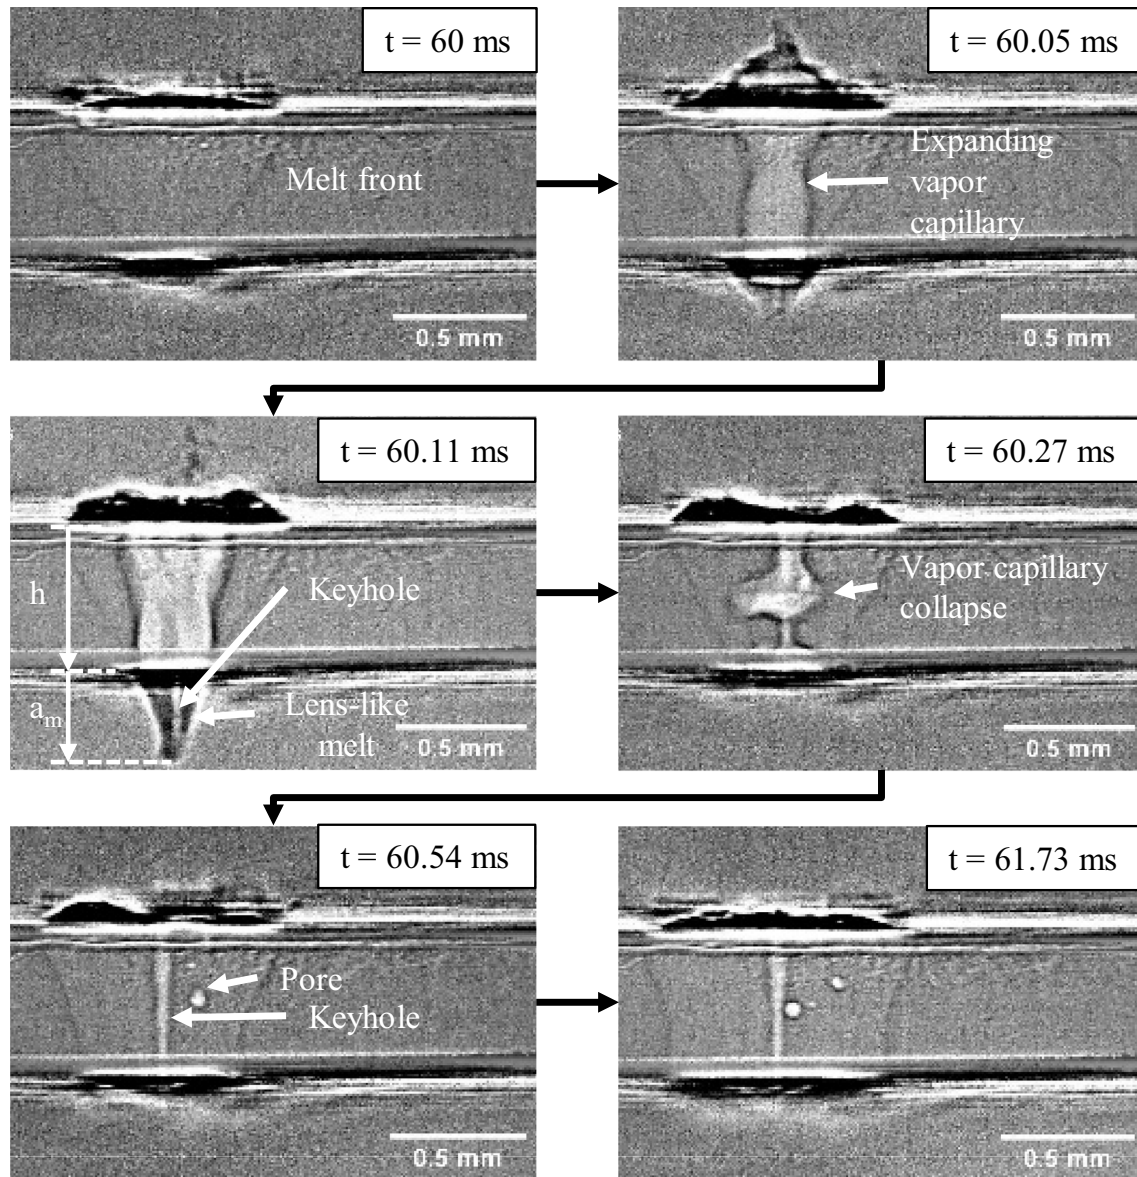 t = 60 ms
Melt front
0.5 mm
t = 60.05 ms
Expanding
vapor
capillary
0.5 mm
t = 60.11 ms
h
Keyhole
a_m
Lens-like
melt
0.5 mm
t = 60.27 ms
Vapor capillary
collapse
0.5 mm
t = 60.54 ms
Pore
Keyhole
0.5 mm
t = 61.73 ms
0.5 mm